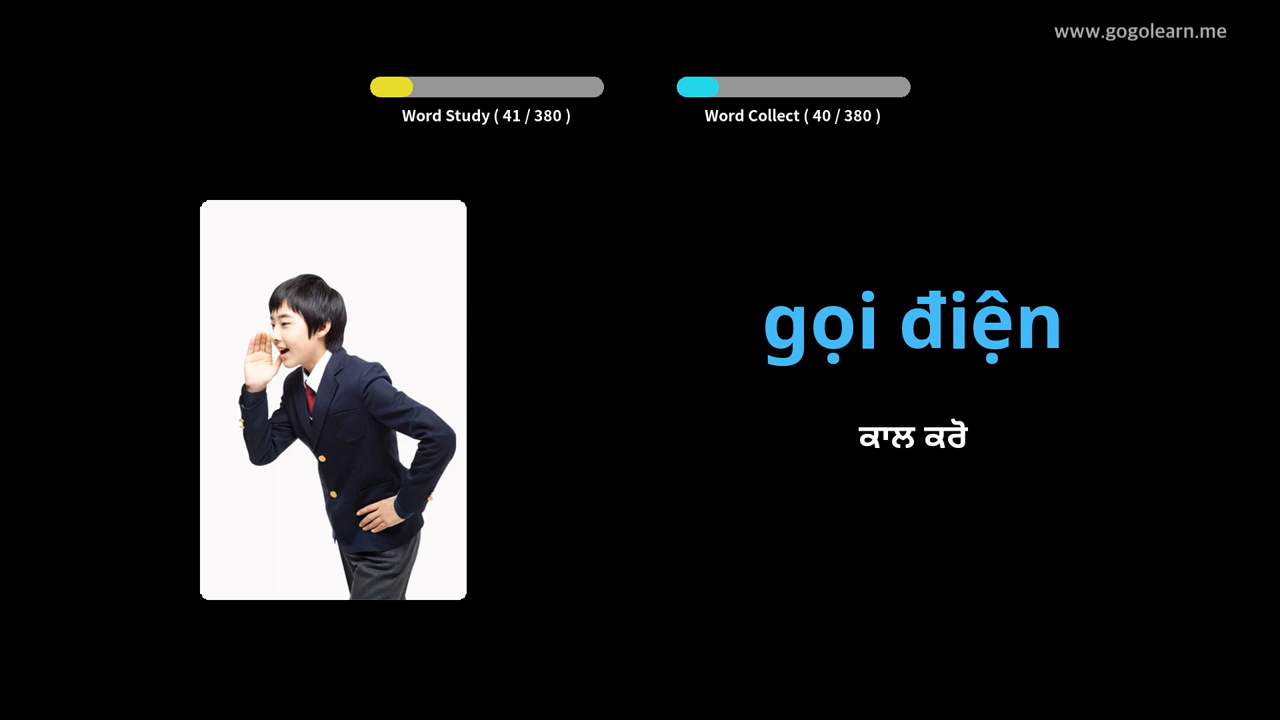 www.gogolearn.me
Word Study ( 41 / 380 )
Word Collect ( 40 / 380 )
gọi điện
ਕਾਲ ਕਰੋ